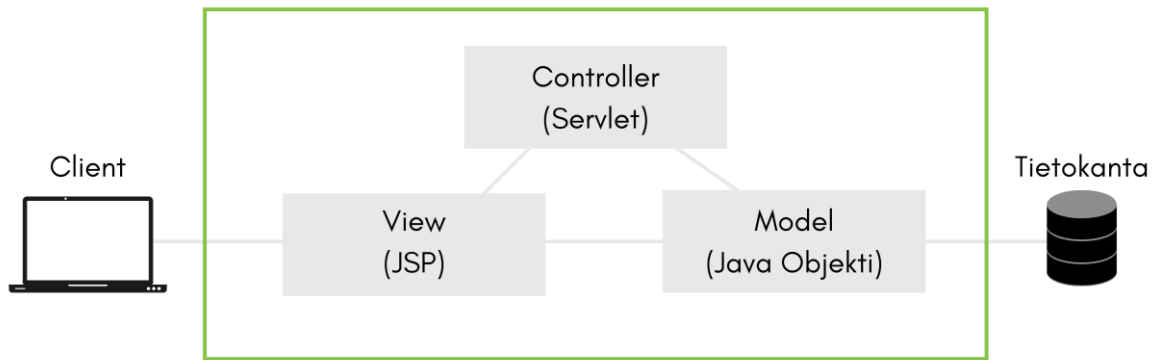 Controller
(Servlet)
Client
Tietokanta
View
(JSP)
Model
(Java Objekti)